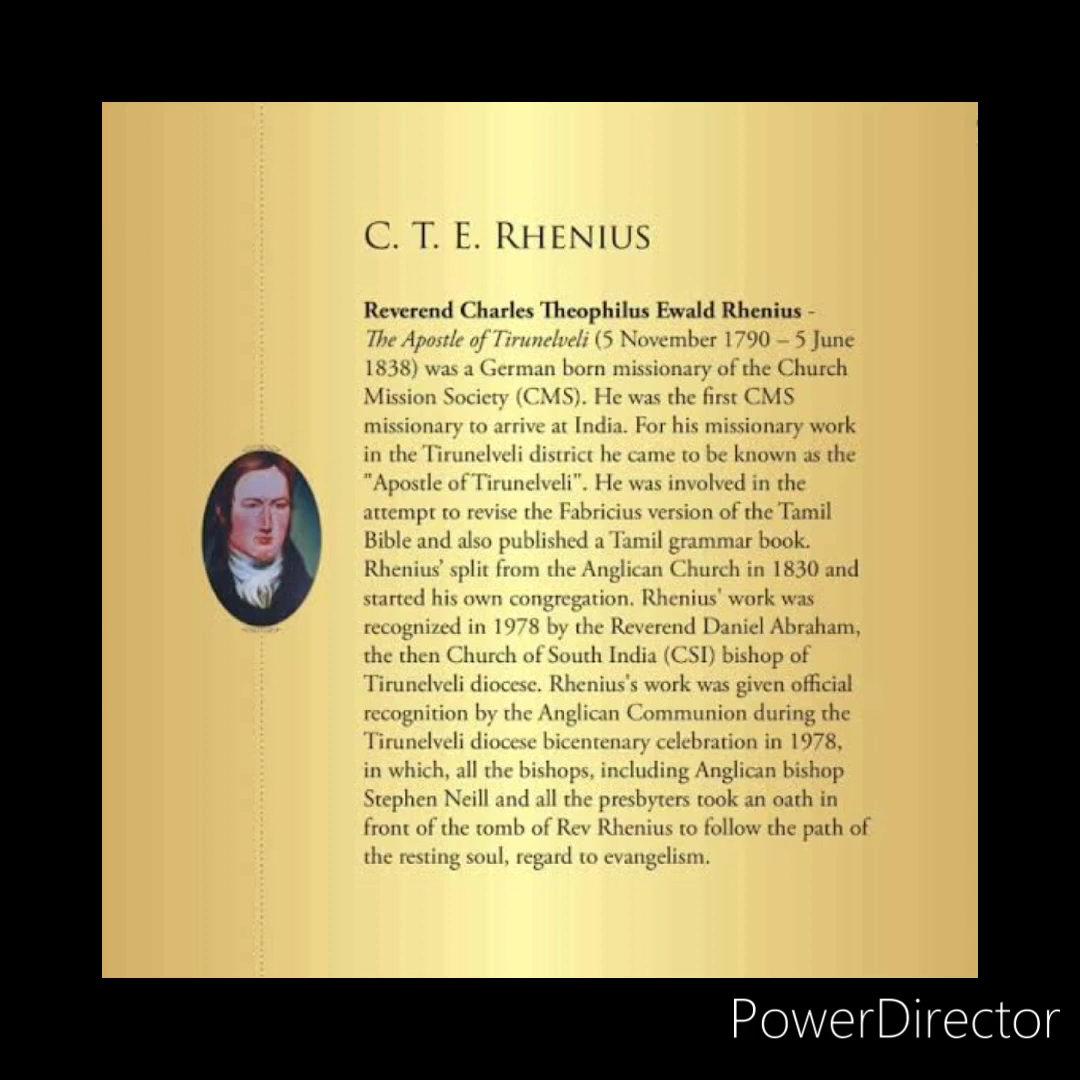 C. T. E. RHENIUS
Reverend Charles Theophilus Ewald Rhenius -
The Apostle of Tirunelveli (5 November 1790 – 5 June
1838) was a German born missionary of the Church
Mission Society (CMS). He was the first CMS
missionary to arrive at India. For his missionary work
in the Tirunelveli district he came to be known as the
"Apostle of Tirunelveli". He was involved in the
attempt to revise the Fabricius version of the Tamil
Bible and also published a Tamil grammar book.
Rhenius’ split from the Anglican Church in 1830 and
started his own congregation. Rhenius' work was
recognized in 1978 by the Reverend Daniel Abraham,
the then Church of South India (CSI) bishop of
Tirunelveli diocese. Rhenius's work was given official
recognition by the Anglican Communion during the
Tirunelveli diocese bicentenary celebration in 1978,
in which, all the bishops, including Anglican bishop
Stephen Neill and all the presbyters took an oath in
front of the tomb of Rev Rhenius to follow the path of
the resting soul, regard to evangelism.
PowerDirector